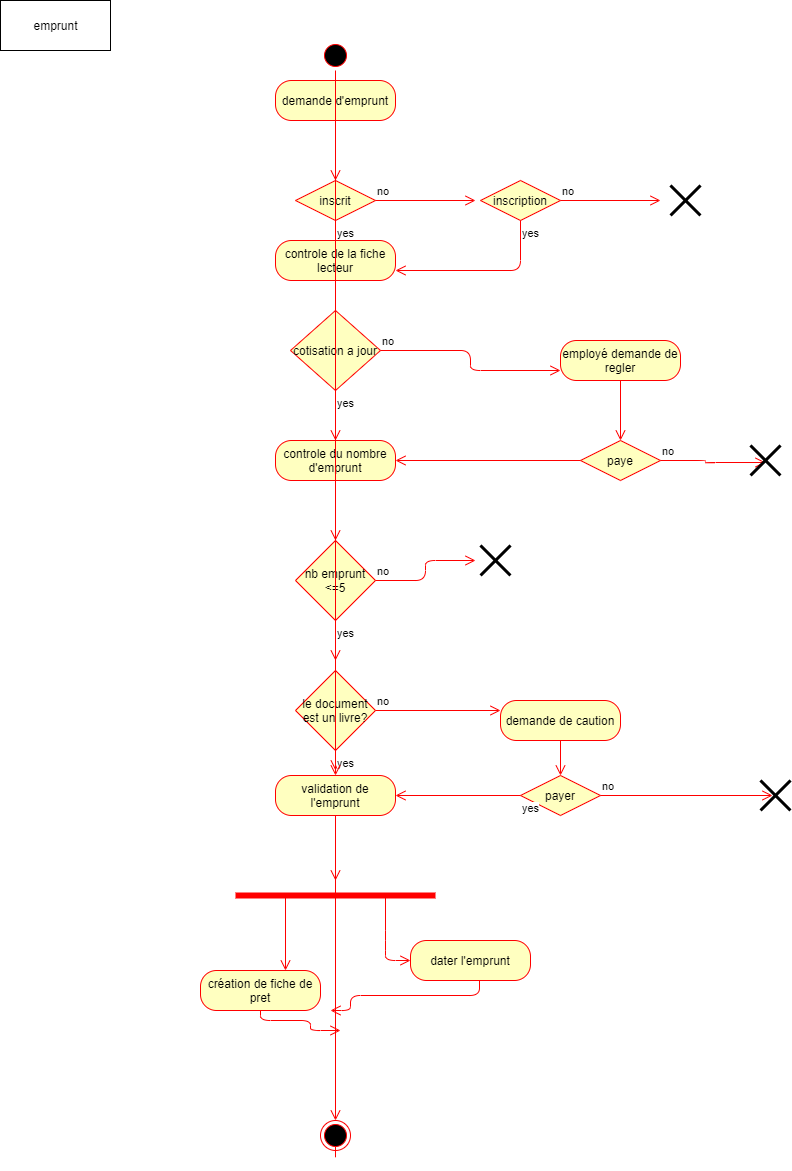 emprunt
demande d'emprunt
inscrit
no
inscription
no
yes
yes
controle de la fiche
lecteur
cotisation a jour
no
employé demande de
regler
yes
controle du nombre
d'emprunt
paye
no
nb emprunt
<=5
no
yes
le document
est un livre?
no
demande de caution
yes
validation de
l'emprunt
payer
no
yes
dater l'emprunt
création de fiche de
pret